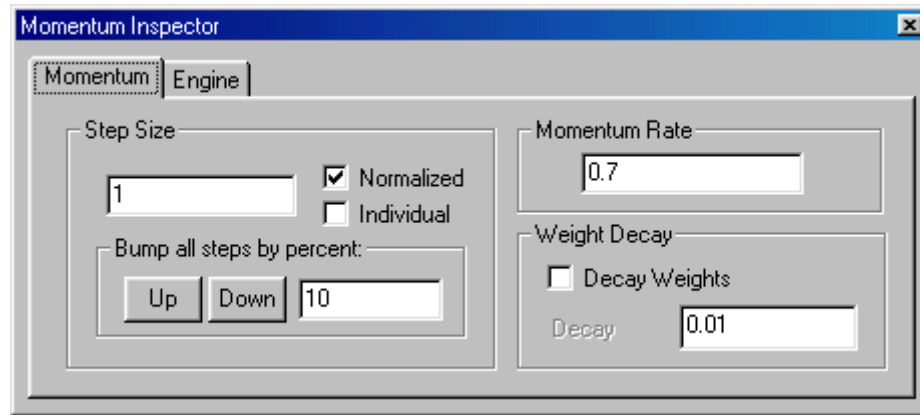 Momentum Inspector
Momentum Engine
Step Size
1
Normalized
Individual
Bump all steps by percent:
Up Down 10
Momentum Rate
0.7
Weight Decay
Decay Weights
Decay 0.01